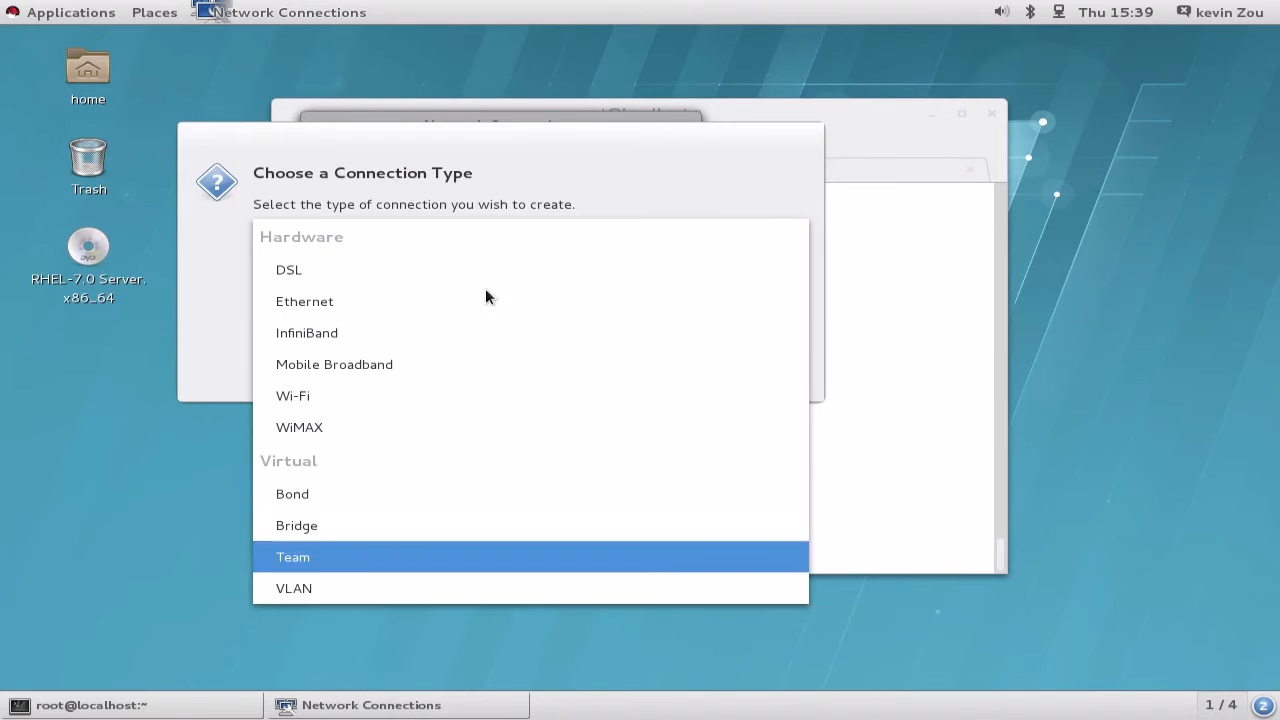 Applications Places Network Connections Thu 15:39 kevin Zou
home
Trash
RHEL-7.0 Server.
x86_64
Choose a Connection Type
Select the type of connection you wish to create.
Hardware
DSL
Ethernet
InfiniBand
Mobile Broadband
Wi-Fi
WiMAX
Virtual
Bond
Bridge
Team
VLAN
root@localhost:~ Network Connections 1 / 4 2